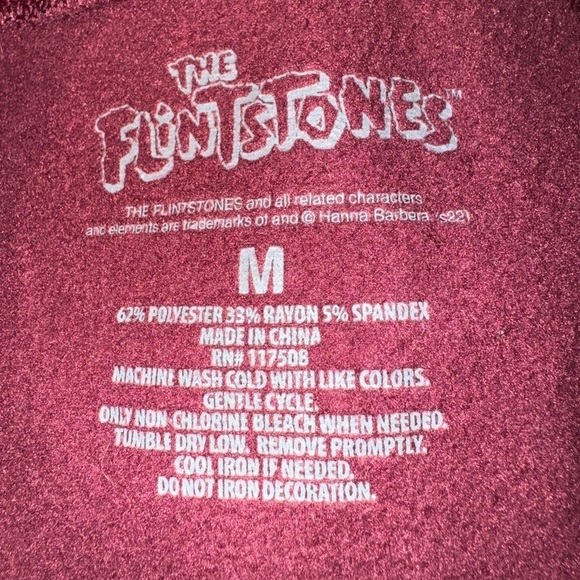 THE
FLINTSTONES™
THE FLINTSTONES and all related characters
and elements are trademarks of and © Hanna Barbera. (s22)
M
62% POLYESTER 33% RAYON 5% SPANDEX
MADE IN CHINA
RN# 117508
MACHINE WASH COLD WITH LIKE COLORS.
GENTLE CYCLE.
ONLY NON-CHLORINE BLEACH WHEN NEEDED.
TUMBLE DRY LOW. REMOVE PROMPTLY.
COOL IRON IF NEEDED.
DO NOT IRON DECORATION.